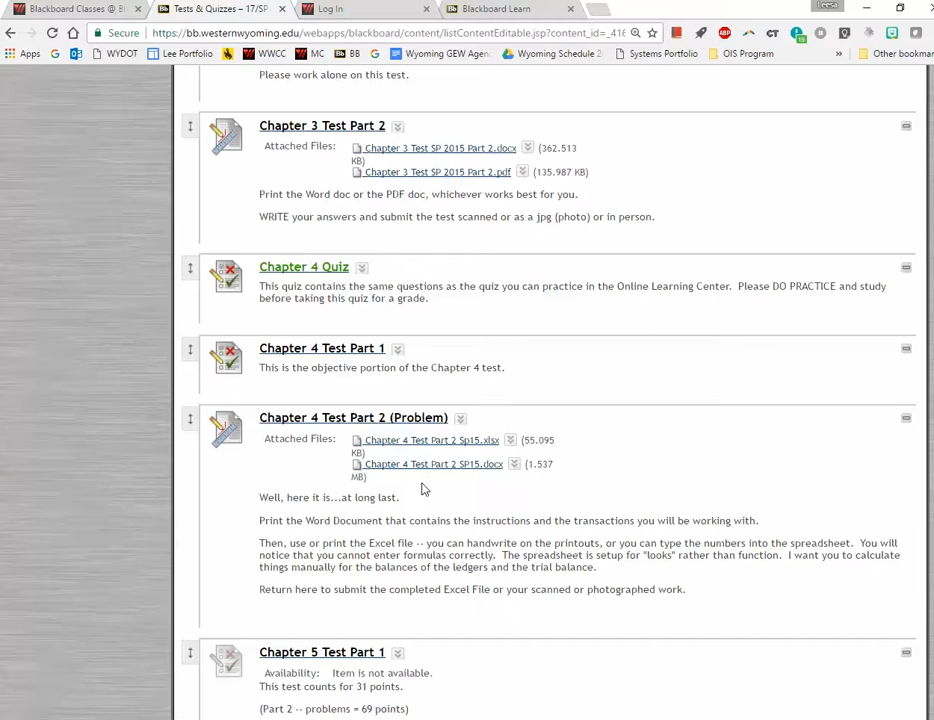 Blackboard Classes @ Bl
Tests & Quizzes – 17/SP
Log In
Blackboard Learn
Leesa
Secure
https://bb.westernwyoming.edu/webapps/blackboard/content/listContentEditable.jsp?content_id=_416
Apps
WYDOT
Lee Portfolio
WWCC
MC
BB
Wyoming GEW Agenc
Wyoming Schedule 2
Systems Portfolio
OIS Program
»
Other bookmar
Please work alone on this test.
Chapter 3 Test Part 2
Attached Files:
Chapter 3 Test SP 2015 Part 2.docx (362.513
KB)
Chapter 3 Test SP 2015 Part 2.pdf (135.987 KB)
Print the Word doc or the PDF doc, whichever works best for you.
WRITE your answers and submit the test scanned or as a jpg (photo) or in person.
Chapter 4 Quiz
This quiz contains the same questions as the quiz you can practice in the Online Learning Center. Please DO PRACTICE and study
before taking this quiz for a grade.
Chapter 4 Test Part 1
This is the objective portion of the Chapter 4 test.
Chapter 4 Test Part 2 (Problem)
Attached Files:
Chapter 4 Test Part 2 Sp15.xlsx (55.095
KB)
Chapter 4 Test Part 2 SP15.docx (1.537
MB)
Well, here it is...at long last.
Print the Word Document that contains the instructions and the transactions you will be working with.
Then, use or print the Excel file -- you can handwrite on the printouts, or you can type the numbers into the spreadsheet. You will
notice that you cannot enter formulas correctly. The spreadsheet is setup for "looks" rather than function. I want you to calculate
things manually for the balances of the ledgers and the trial balance.
Return here to submit the completed Excel File or your scanned or photographed work.
Chapter 5 Test Part 1
Availability: Item is not available.
This test counts for 31 points.
(Part 2 -- problems = 69 points)